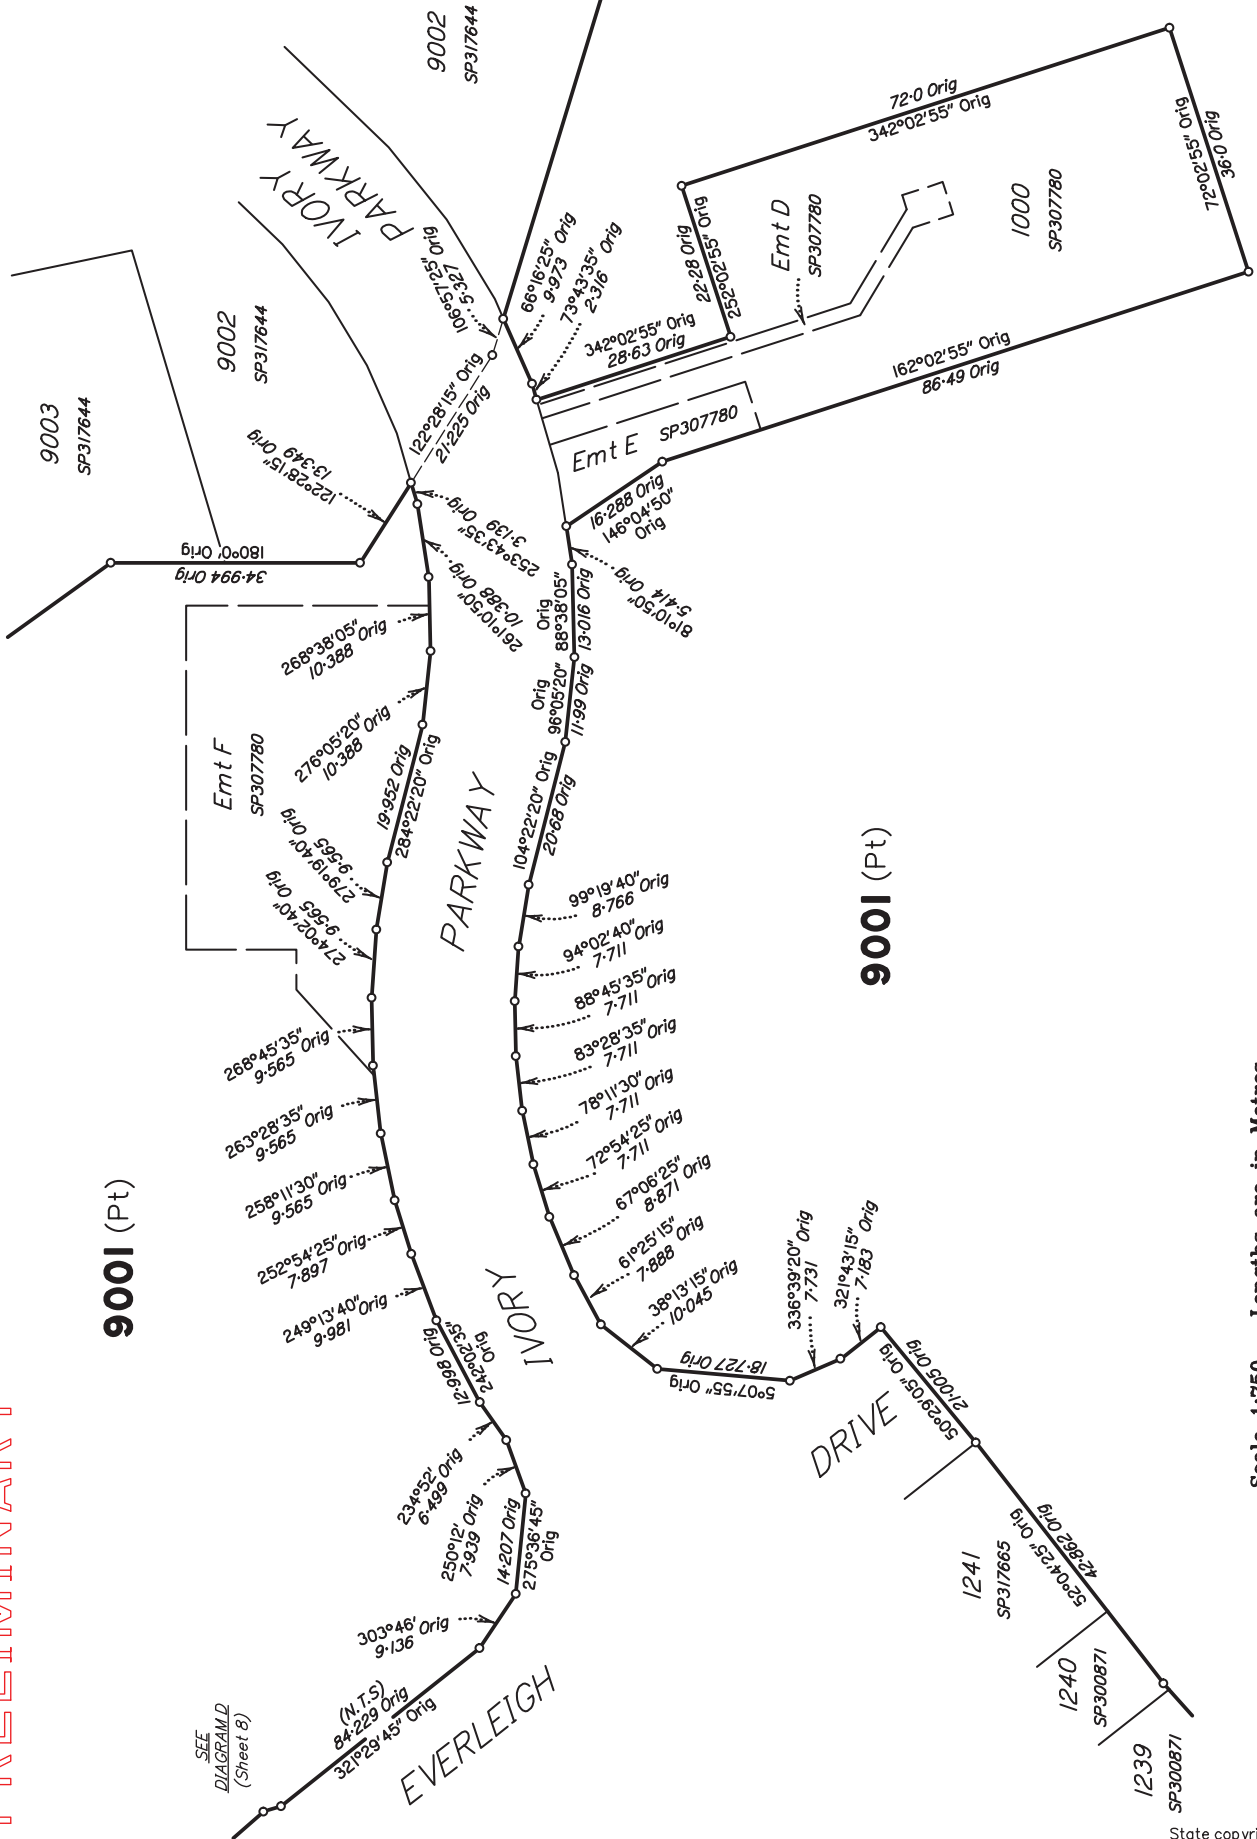 PRELIMINARY
9002
SP317644
IVORY
PARKWAY
9002
SP317644
9003
SP317644
72·0 Orig
342°02'55" Orig
72°02'55" Orig
36·0 Orig
1000
SP307780
Emt D
SP307780
22·28 Orig
252°02'55" Orig
106°57'25" Orig
5·327
66°16'25" Orig
9·973
73°43'35" Orig
2·316
342°02'55" Orig
28·63 Orig
162°02'55" Orig
86·49 Orig
Emt E SP307780
122°28'15" Orig
21·225 Orig
122°28'15" Orig
13·349
180°0' Orig
34·994 Orig
253°43'35" Orig
3·139
261°10'50" Orig
10·388
16·288 Orig
146°04'50"
Orig
81°10'50" Orig
5·414
Orig
88°38'05"
13·016 Orig
Orig
96°05'20"
11·99 Orig
104°22'20" Orig
20·68 Orig
268°38'05"
10·388 Orig
276°05'20" Orig
10·388
Emt F
SP307780
19·952 Orig
284°22'20" Orig
279°19'40" Orig
9·565
274°02'40" Orig
9·565
PARKWAY
99°19'40" Orig
8·766
94°02'40" Orig
7·711
88°45'35" Orig
7·711
83°28'35" Orig
7·711
78°11'30" Orig
7·711
72°54'25" Orig
7·711
67°06'25" Orig
8·871
61°25'15" Orig
7·888
38°13'15" Orig
10·045
9001 (Pt)
268°45'35"
9·565 Orig
263°28'35"
9·565 Orig
258°11'30"
9·565 Orig
252°54'25" Orig
7·897
249°13'40" Orig
9·981
9001 (Pt)
IVORY
12·998 Orig
242°02'35"
Orig
5°07'55" Orig
18·727 Orig
336°39'20" Orig
7·731
321°43'15" Orig
7·183
234°52' Orig
6·499
250°12' Orig
7·939
14·207 Orig
275°36'45"
Orig
303°46' Orig
9·136
DRIVE
50°29'05" Orig
21·005 Orig
1241
SP317665
52°04'25" Orig
42·862 Orig
1240
SP300871
1239
SP300871
EVERLEIGH
(N.T.S)
84·229 Orig
321°29'45" Orig
SEE
DIAGRAM D
(Sheet 8)
Scale 1:750 Lengths are in Metres
State copyri